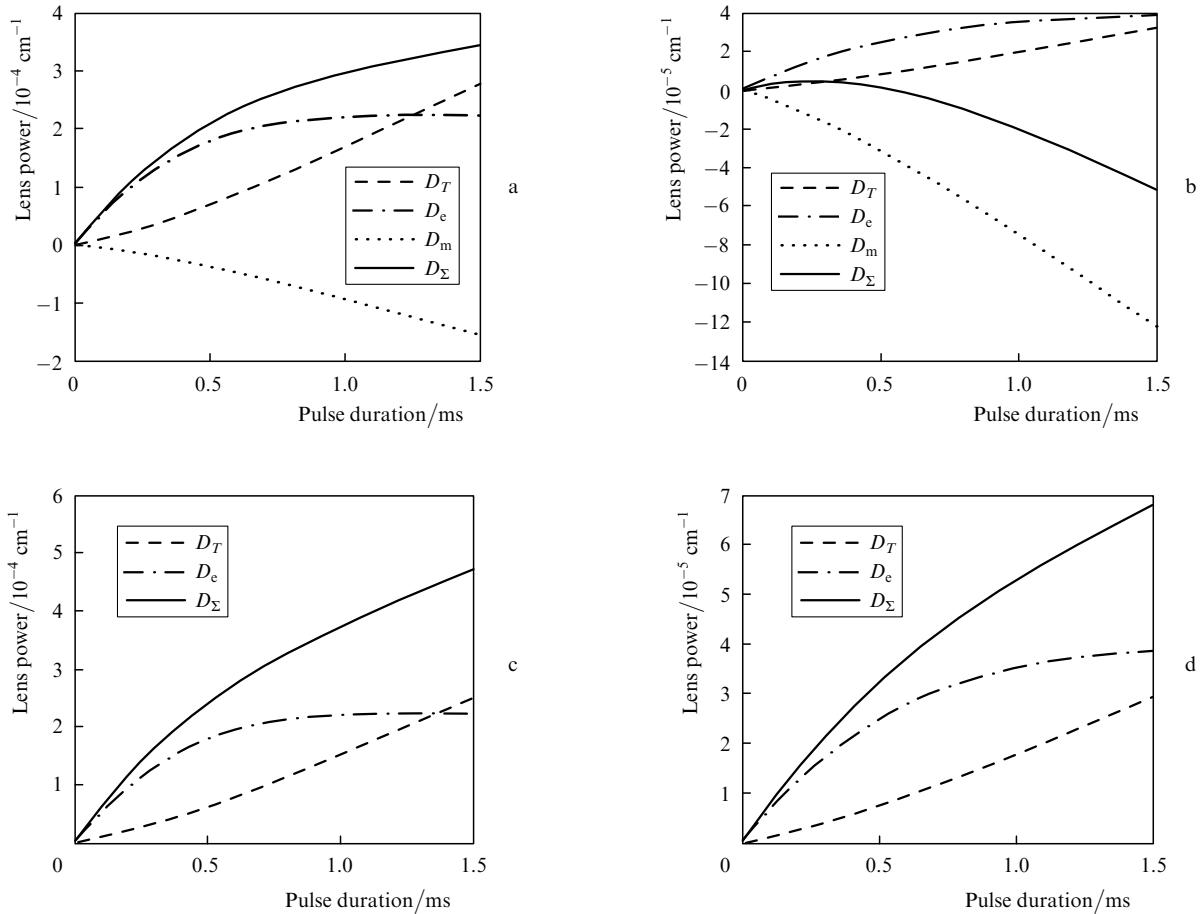 4
3
2
1
0
−1
−2
0
0.5
1.0
1.5
Lens power/10⁻⁴ cm⁻¹
Pulse duration/ms
D_T
D_e
D_m
D_Σ
a
4
2
0
−2
−4
−6
−8
−10
−12
−14
0
0.5
1.0
1.5
Lens power/10⁻⁵ cm⁻¹
Pulse duration/ms
D_T
D_e
D_m
D_Σ
b
6
5
4
3
2
1
0
0.5
1.0
1.5
Lens power/10⁻⁴ cm⁻¹
Pulse duration/ms
D_T
D_e
D_Σ
c
7
6
5
4
3
2
1
0
0.5
1.0
1.5
Lens power/10⁻⁵ cm⁻¹
Pulse duration/ms
D_T
D_e
D_Σ
d